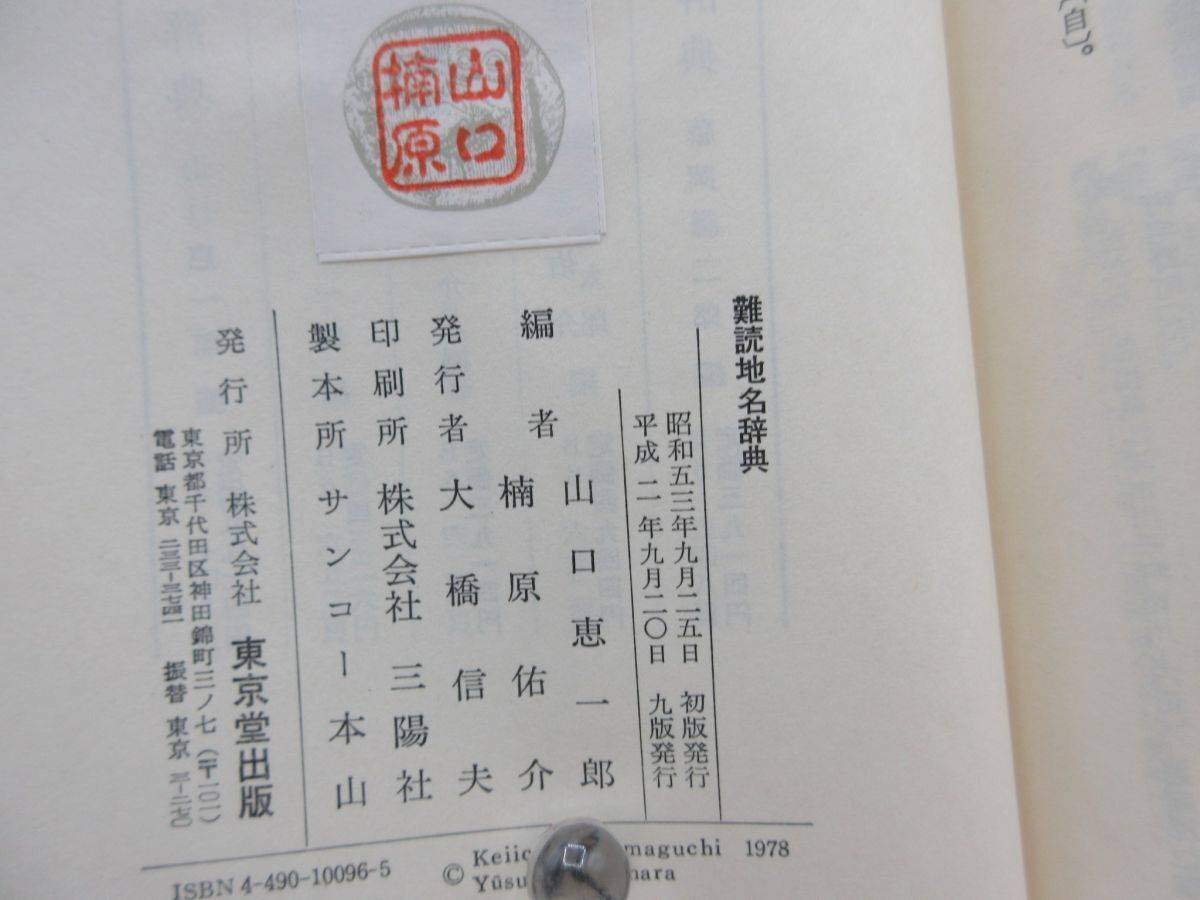 自〕。
山口
楠原
難読地名辞典
昭和五三年九月二五日 初版発行
平成 二 年九月二〇日 九版発行
編者 山口恵一郎
楠原佑介
発行者 大橋信夫
印刷所 株式会社 三陽社
製本所 サンコー本山
発行所 株式会社 東京堂出版
東京都千代田区神田錦町三ノ七(〒一〇一)
電話 東京 二三三-三七四一 振替 東京 三-二七〇
ISBN 4-490-10096-5
© Keiic maguchi 1978
Yūsu hara